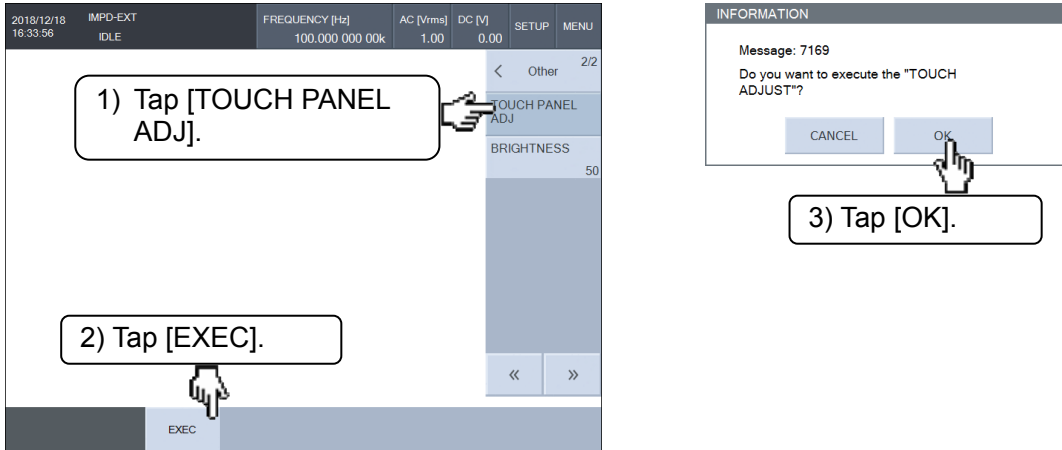 2018/12/18 IMPD-EXT FREQUENCY [Hz] AC [Vrms] DC [V] SETUP MENU
16:33:56 IDLE 100.000 000 00k 1.00 0.00
< Other 2/2
1) Tap [TOUCH PANEL
ADJ].
TOUCH PANEL
ADJ
BRIGHTNESS
50
2) Tap [EXEC].
« »
EXEC
INFORMATION
Message: 7169
Do you want to execute the "TOUCH
ADJUST"?
CANCEL OK
3) Tap [OK].